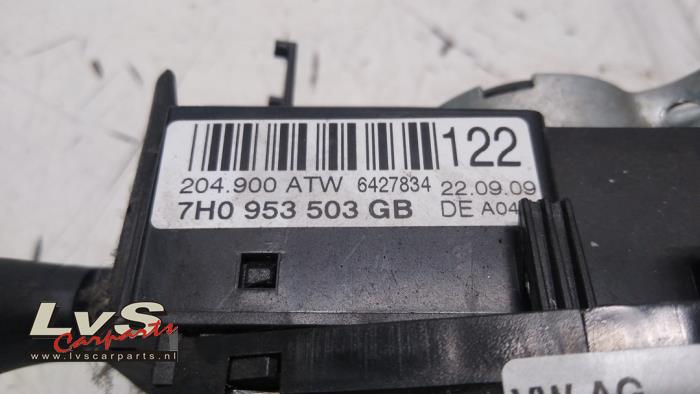 122
204.900 ATW 6427834 22.09.09
7H0 953 503 GB DE A04
LvS
Carparts
www.lvscarparts.nl
VW AG